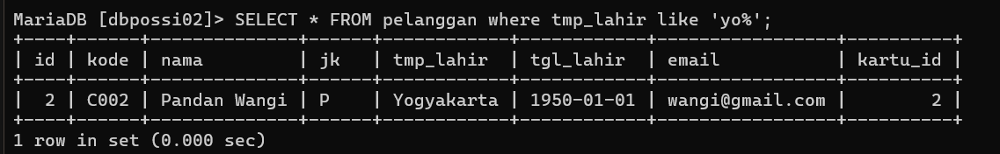 MariaDB [dbpossi02]> SELECT * FROM pelanggan where tmp_lahir like 'yo%';
+----+------+--------------+------+------------+------------+-----------------+----------+
| id | kode | nama         | jk   | tmp_lahir  | tgl_lahir  | email           | kartu_id |
+----+------+--------------+------+------------+------------+-----------------+----------+
|  2 | C002 | Pandan Wangi | P    | Yogyakarta | 1950-01-01 | wangi@gmail.com |        2 |
+----+------+--------------+------+------------+------------+-----------------+----------+
1 row in set (0.000 sec)